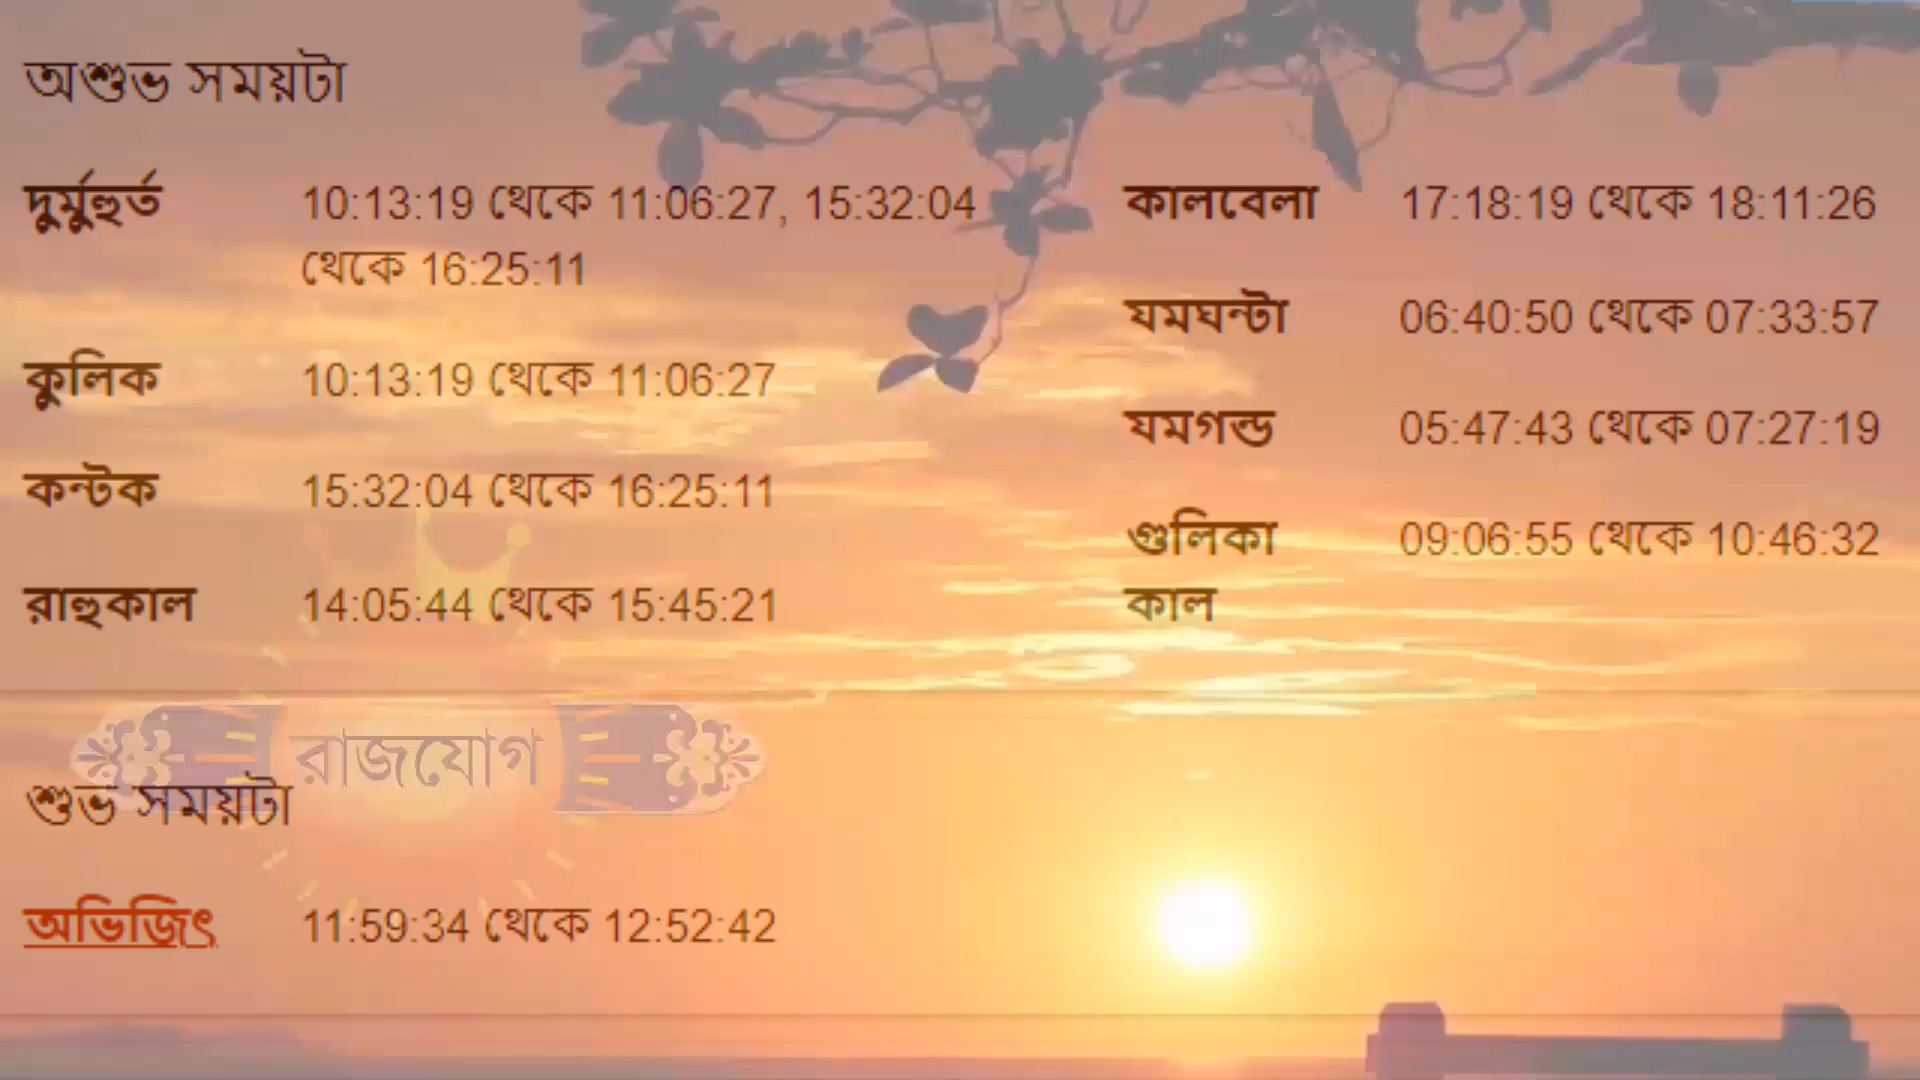 অশুভ সময়টা
দুর্মুহুর্ত 10:13:19 থেকে 11:06:27, 15:32:04
থেকে 16:25:11
কুলিক 10:13:19 থেকে 11:06:27
কন্টক 15:32:04 থেকে 16:25:11
রাহুকাল 14:05:44 থেকে 15:45:21
কালবেলা 17:18:19 থেকে 18:11:26
যমঘন্টা 06:40:50 থেকে 07:33:57
যমগন্ড 05:47:43 থেকে 07:27:19
গুলিকা 09:06:55 থেকে 10:46:32
কাল
রাজযোগ
শুভ সময়টা
অভিজিৎ 11:59:34 থেকে 12:52:42